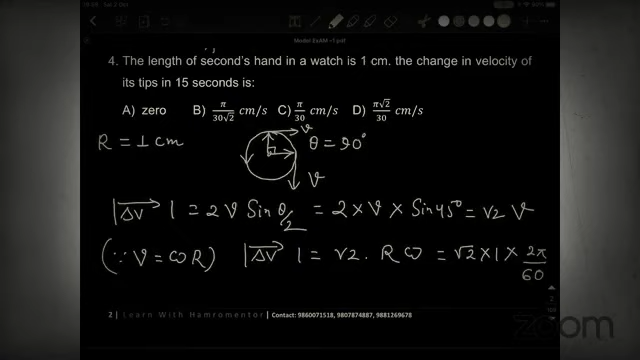 Model ExAM -1.pdf
4. The length of second's hand in a watch is 1 cm. the change in velocity of
its tips in 15 seconds is:
A) zero B) π/30√2 cm/s C) π/30 cm/s D) π√2/30 cm/s
R = 1 cm θ = 90° v
v
|Δv| = 2v Sin θ/2 = 2 × v × Sin 45° = √2 v
(∵ v = ωR) |Δv| = √2 . Rω = √2 × 1 × 2π/60
2 | Learn With Hamromentor | Contact: 9860071518, 9807874887, 9881269678
zoom